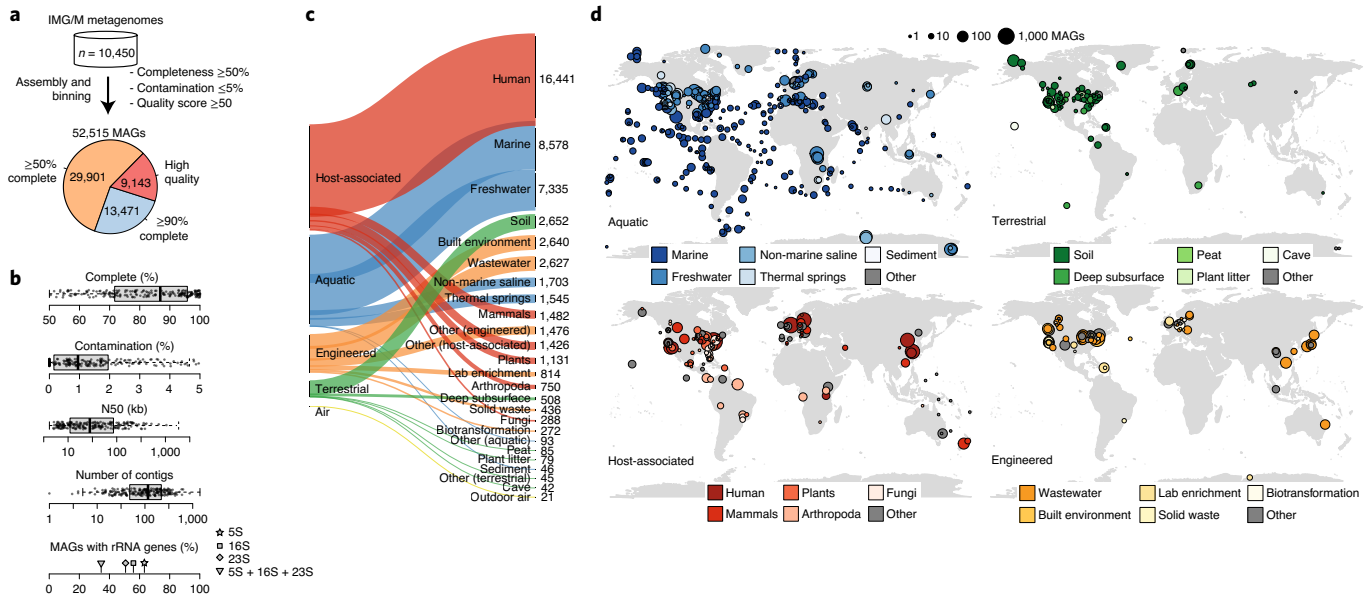 a
IMG/M metagenomes
n = 10,450
Assembly and
binning
- Completeness ≥50%
- Contamination ≤5%
- Quality score ≥50
52,515 MAGs
≥50%
complete
29,901
High
quality
9,143
13,471
≥90%
complete
b
Complete (%)
50 60 70 80 90 100
Contamination (%)
0 1 2 3 4 5
N50 (kb)
10 100 1,000
Number of contigs
1 10 100 1,000
MAGs with rRNA genes (%)
5S
16S
23S
5S + 16S + 23S
0 20 40 60 80 100
c
Host-associated
Aquatic
Engineered
Terrestrial
Air
Human 16,441
Marine 8,578
Freshwater 7,335
Soil 2,652
Built environment 2,640
Wastewater 2,627
Non-marine saline 1,703
Thermal springs 1,545
Mammals 1,482
Other (engineered) 1,476
Other (host-associated) 1,426
Plants 1,131
Lab enrichment 814
Arthropoda 750
Deep subsurface 508
Solid waste 436
Fungi 288
Biotransformation 272
Other (aquatic) 93
Peat 85
Plant litter 79
Sediment 46
Other (terrestrial) 45
Cave 42
Outdoor air 21
d
1 10 100 1,000 MAGs
Aquatic
Marine Non-marine saline Sediment
Freshwater Thermal springs Other
Terrestrial
Soil Peat Cave
Deep subsurface Plant litter Other
Host-associated
Human Plants Fungi
Mammals Arthropoda Other
Engineered
Wastewater Lab enrichment Biotransformation
Built environment Solid waste Other